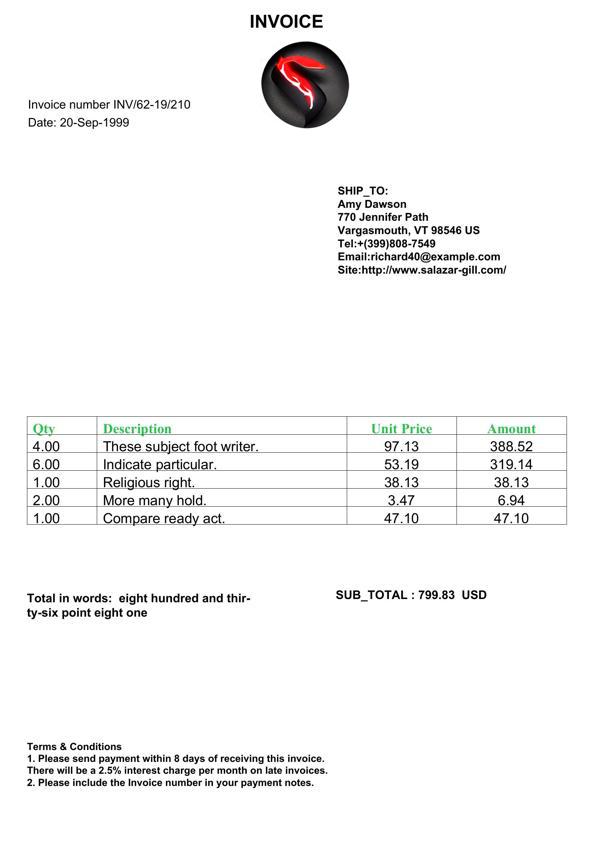 INVOICE
Invoice number INV/62-19/210
Date: 20-Sep-1999
SHIP_TO:
Amy Dawson
770 Jennifer Path
Vargasmouth, VT 98546 US
Tel:+(399)808-7549
Email:richard40@example.com
Site:http://www.salazar-gill.com/
Qty Description Unit Price Amount
4.00 These subject foot writer. 97.13 388.52
6.00 Indicate particular. 53.19 319.14
1.00 Religious right. 38.13 38.13
2.00 More many hold. 3.47 6.94
1.00 Compare ready act. 47.10 47.10
Total in words: eight hundred and thir-
ty-six point eight one
SUB_TOTAL : 799.83 USD
Terms & Conditions
1. Please send payment within 8 days of receiving this invoice.
There will be a 2.5% interest charge per month on late invoices.
2. Please include the Invoice number in your payment notes.